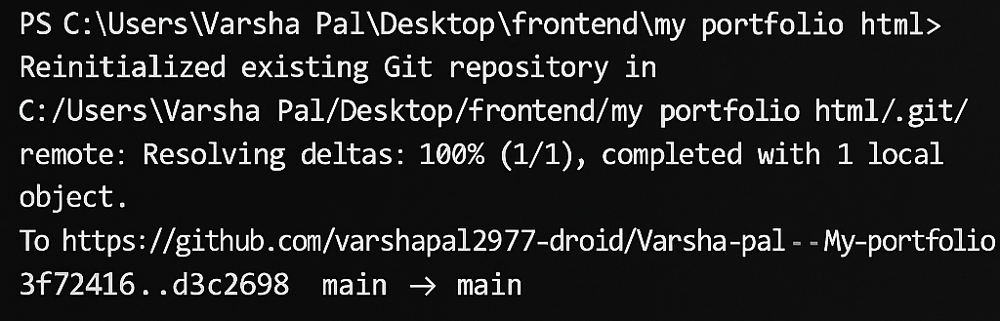 PS C:\Users\Varsha Pal\Desktop\frontend\my portfolio html>
Reinitialized existing Git repository in
C:/Users\Varsha Pal/Desktop/frontend/my portfolio html/.git/
remote: Resolving deltas: 100% (1/1), completed with 1 local
object.
To https://github.com/varshapal2977-droid/Varsha-pal--My-portfolio
3f72416..d3c2698  main → main